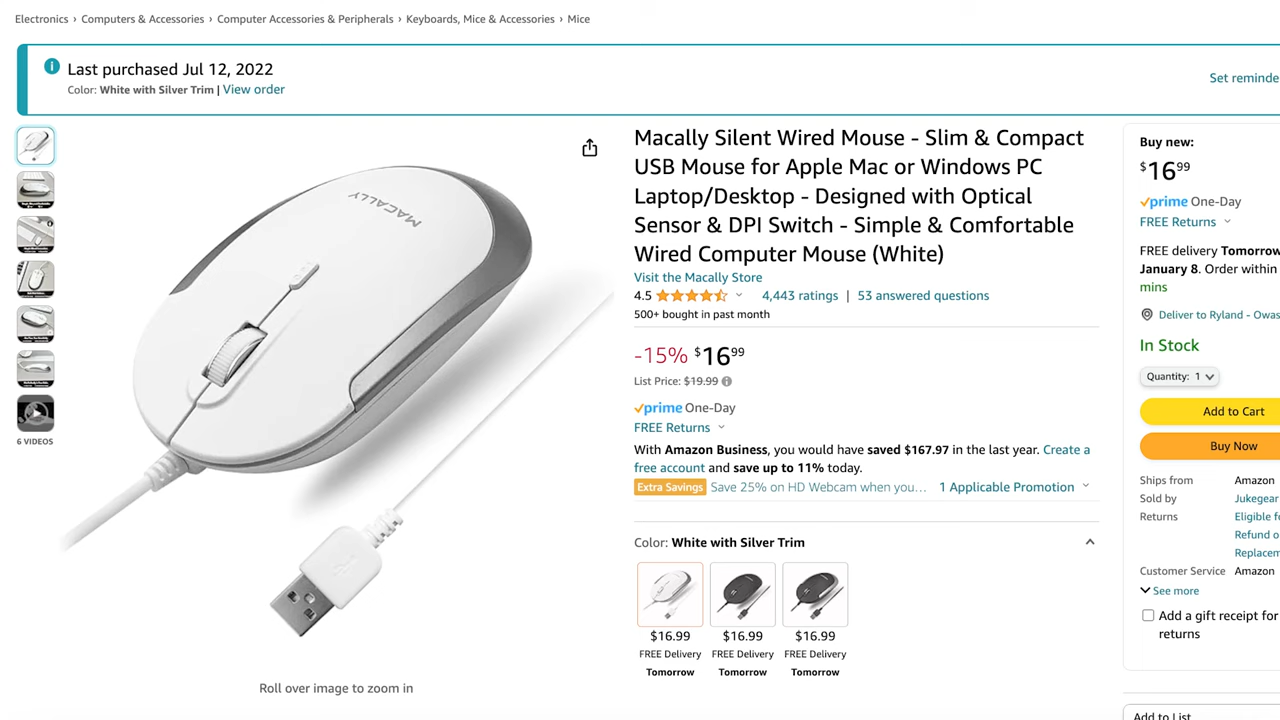 Electronics › Computers & Accessories › Computer Accessories & Peripherals › Keyboards, Mice & Accessories › Mice
Last purchased Jul 12, 2022
Color: White with Silver Trim | View order
Set reminde
MACALLY
6 VIDEOS
Roll over image to zoom in
Macally Silent Wired Mouse - Slim & Compact
USB Mouse for Apple Mac or Windows PC
Laptop/Desktop - Designed with Optical
Sensor & DPI Switch - Simple & Comfortable
Wired Computer Mouse (White)
Visit the Macally Store
4.5 4,443 ratings | 53 answered questions
500+ bought in past month
-15% $16 99
List Price: $19.99
prime One-Day
FREE Returns
With Amazon Business, you would have saved $167.97 in the last year. Create a
free account and save up to 11% today.
Extra Savings Save 25% on HD Webcam when you… 1 Applicable Promotion
Color: White with Silver Trim
$16.99 $16.99 $16.99
FREE Delivery FREE Delivery FREE Delivery
Tomorrow Tomorrow Tomorrow
Buy new:
$16 99
prime One-Day
FREE Returns
FREE delivery Tomorrow
January 8. Order within
mins
Deliver to Ryland - Owas
In Stock
Quantity: 1
Add to Cart
Buy Now
Ships from Amazon
Sold by Jukegear
Returns Eligible f
Refund o
Replacem
Customer Service Amazon
See more
Add a gift receipt for
returns
Add to List